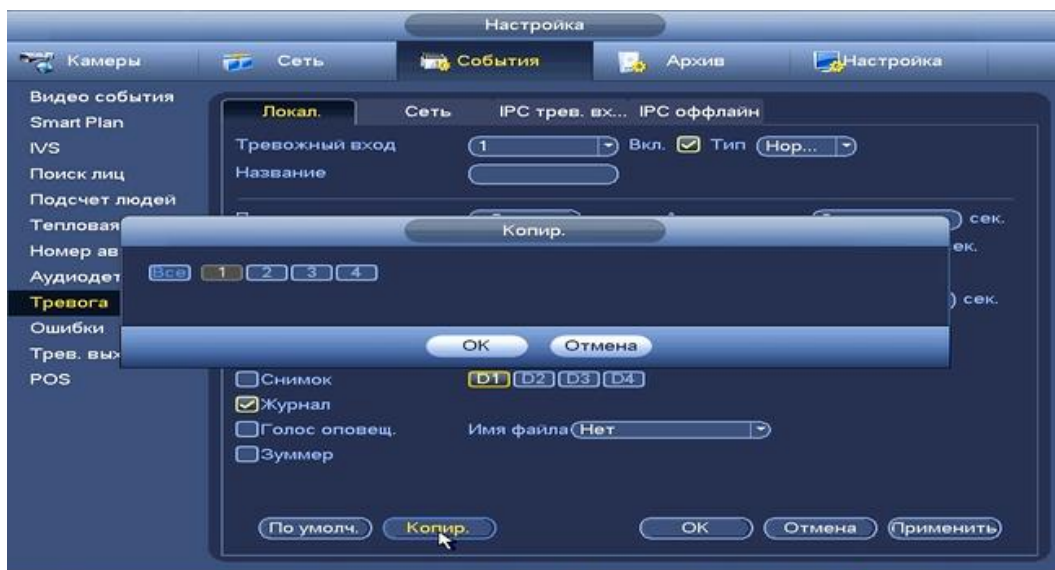 Настройка
Камеры Сеть События Архив Настройка
Видео события
Smart Plan
IVS
Поиск лиц
Подсчет людей
Тепловая
Номер ав
Аудиодет
Тревога
Ошибки
Трев. вых
POS
Локал. Сеть IPC трев. вх... IPC оффлайн
Тревожный вход 1 Вкл. Тип Нор...
Название
сек.
Копир.
ек.
Все 1 2 3 4
сек.
OK Отмена
Снимок D1 D2 D3 D4
Журнал
Голос оповещ. Имя файла Нет
Зуммер
По умолч. Копир. OK Отмена Применить